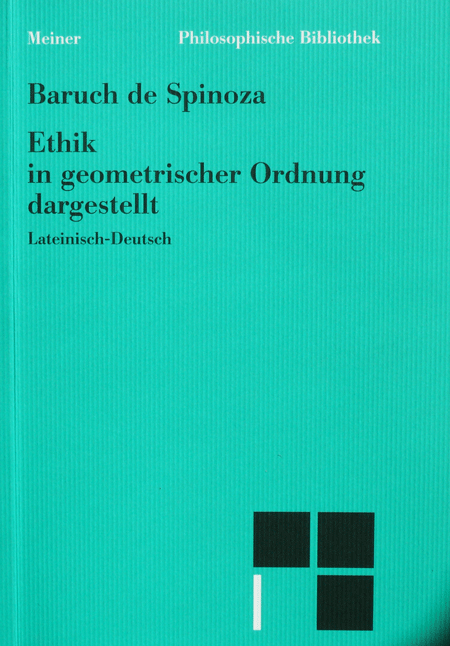 Meiner Philosophische Bibliothek
Baruch de Spinoza
Ethik
in geometrischer Ordnung
dargestellt
Lateinisch-Deutsch